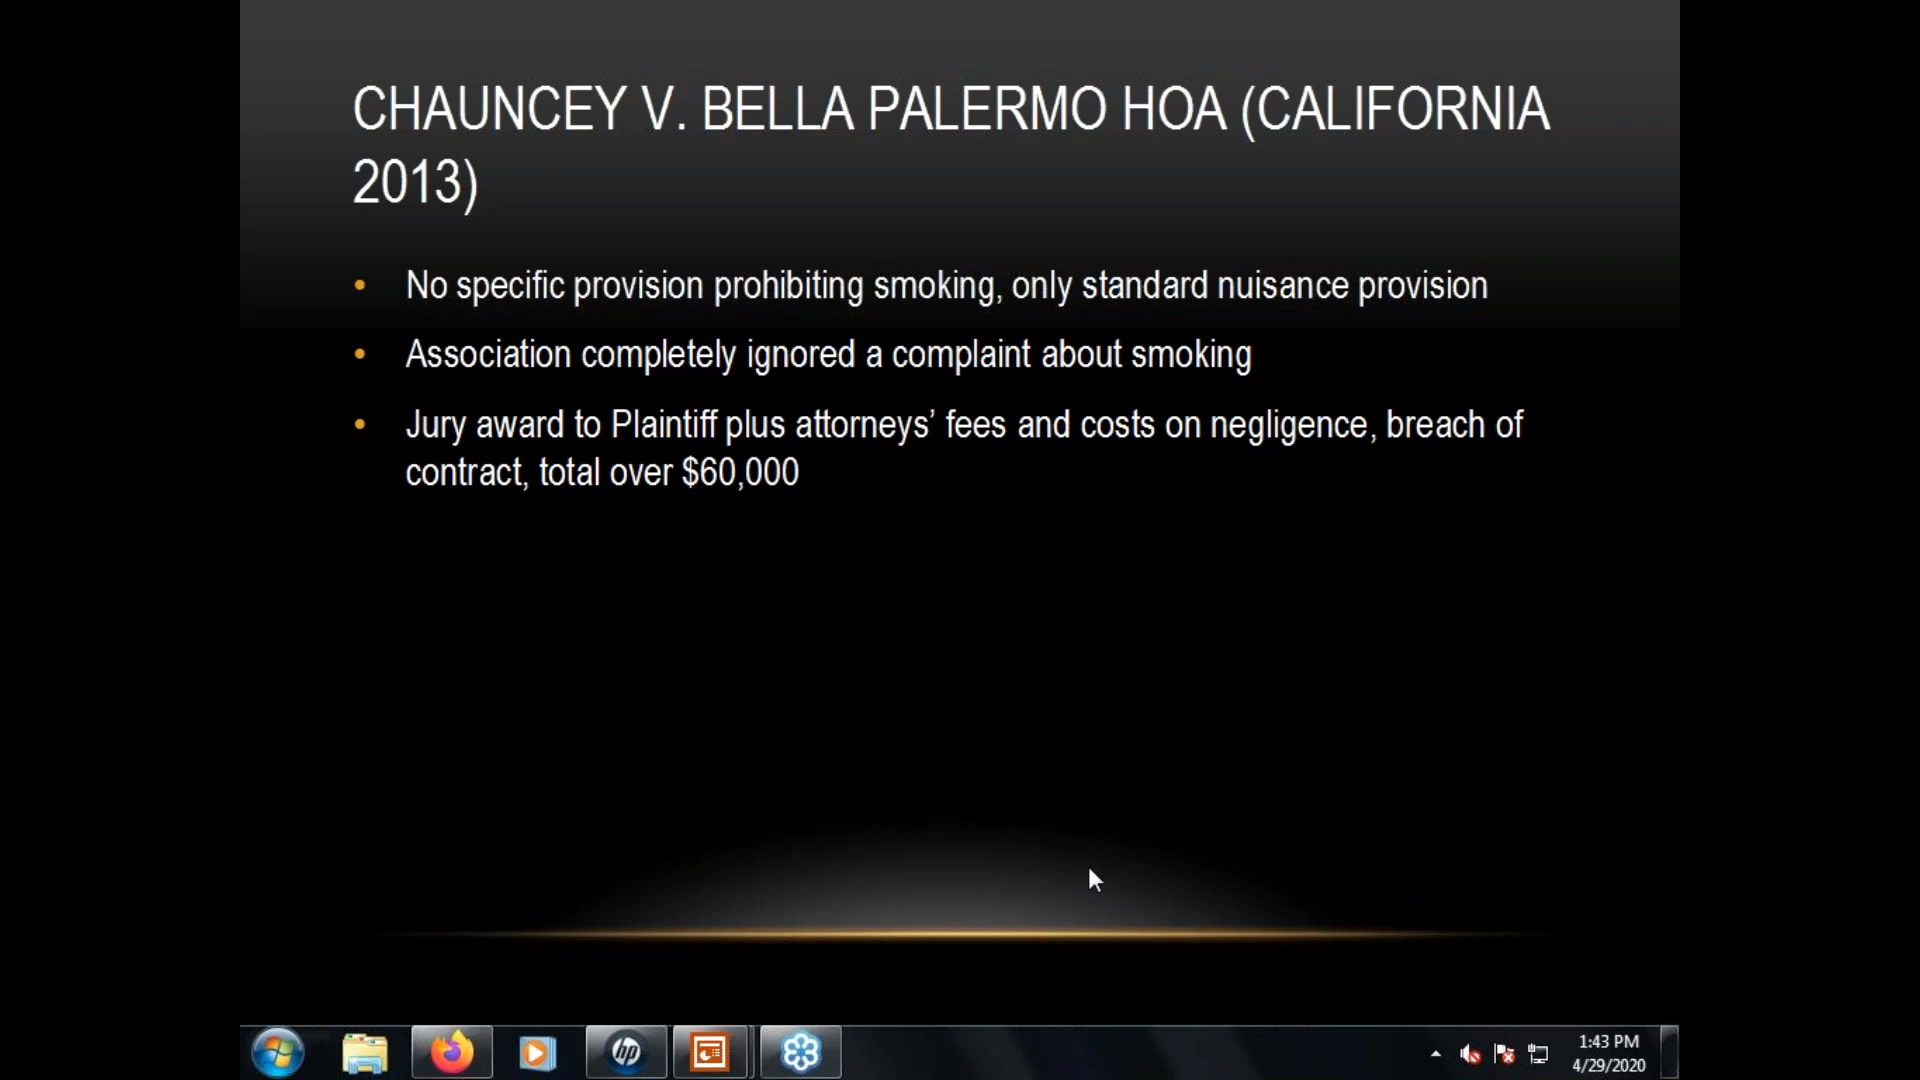 CHAUNCEY V. BELLA PALERMO HOA (CALIFORNIA
2013)
• No specific provision prohibiting smoking, only standard nuisance provision
• Association completely ignored a complaint about smoking
• Jury award to Plaintiff plus attorneys’ fees and costs on negligence, breach of
contract, total over $60,000
hp
1:43 PM
4/29/2020